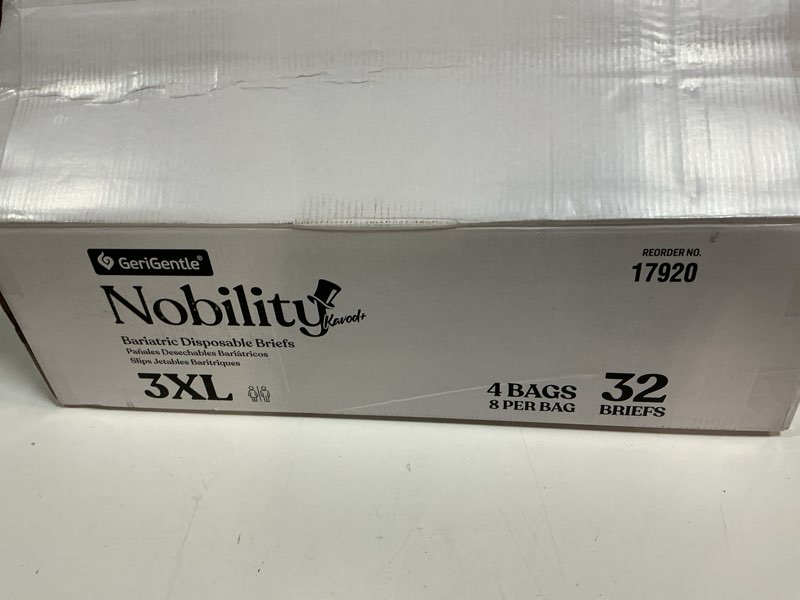 GeriGentle®
Nobility
Kavod+
Bariatric Disposable Briefs
Pañales Desechables Bariátricos
Slips Jetables Baritriques
3XL
REORDER NO.
17920
4 BAGS
8 PER BAG
32
BRIEFS